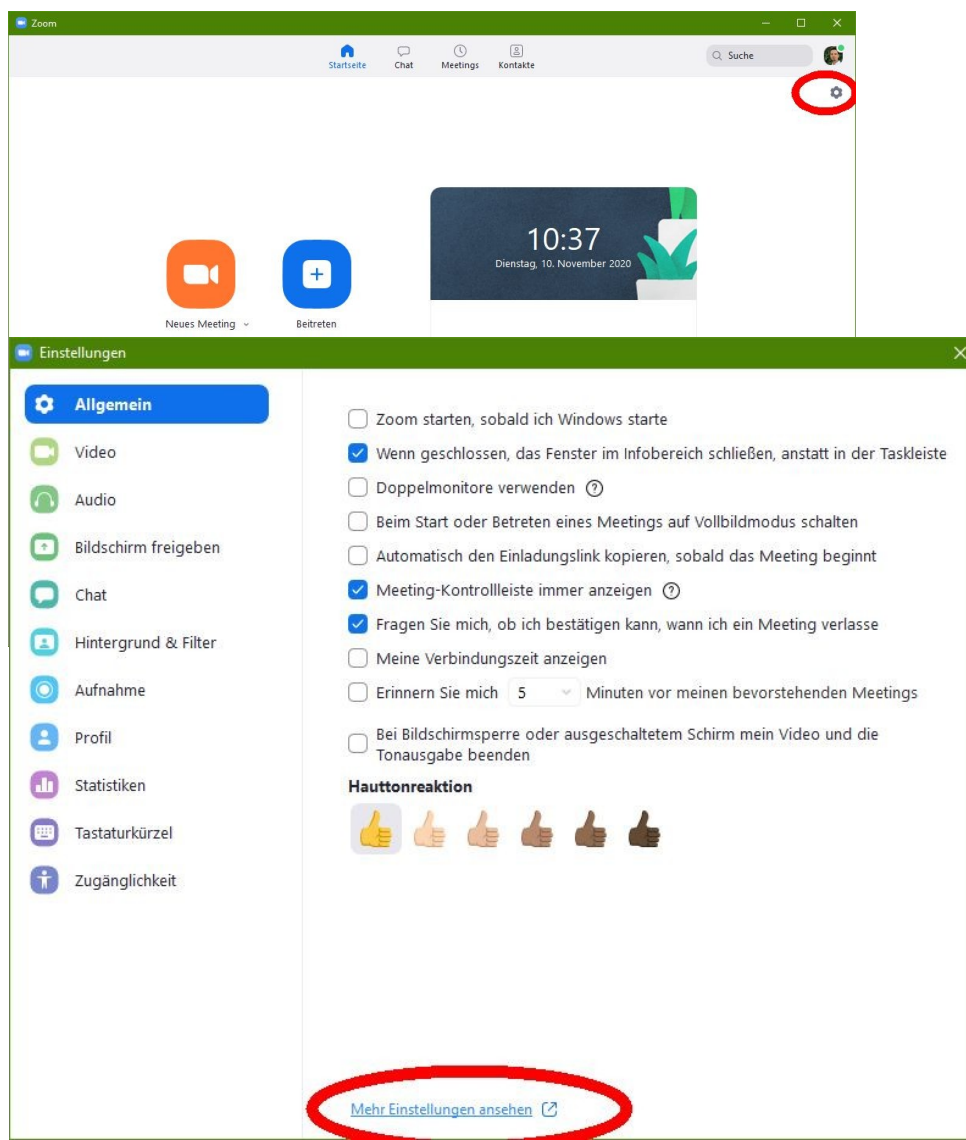 Zoom
Startseite
Chat
Meetings
Kontakte
Suche
10:37
Dienstag, 10. November 2020
Neues Meeting
Beitreten
Einstellungen
Allgemein
Video
Audio
Bildschirm freigeben
Chat
Hintergrund & Filter
Aufnahme
Profil
Statistiken
Tastaturkürzel
Zugänglichkeit
Zoom starten, sobald ich Windows starte
Wenn geschlossen, das Fenster im Infobereich schließen, anstatt in der Taskleiste
Doppelmonitore verwenden
Beim Start oder Betreten eines Meetings auf Vollbildmodus schalten
Automatisch den Einladungslink kopieren, sobald das Meeting beginnt
Meeting-Kontrollleiste immer anzeigen
Fragen Sie mich, ob ich bestätigen kann, wann ich ein Meeting verlasse
Meine Verbindungszeit anzeigen
Erinnern Sie mich 5 Minuten vor meinen bevorstehenden Meetings
Bei Bildschirmsperre oder ausgeschaltetem Schirm mein Video und die
Tonausgabe beenden
Hauttonreaktion
Mehr Einstellungen ansehen